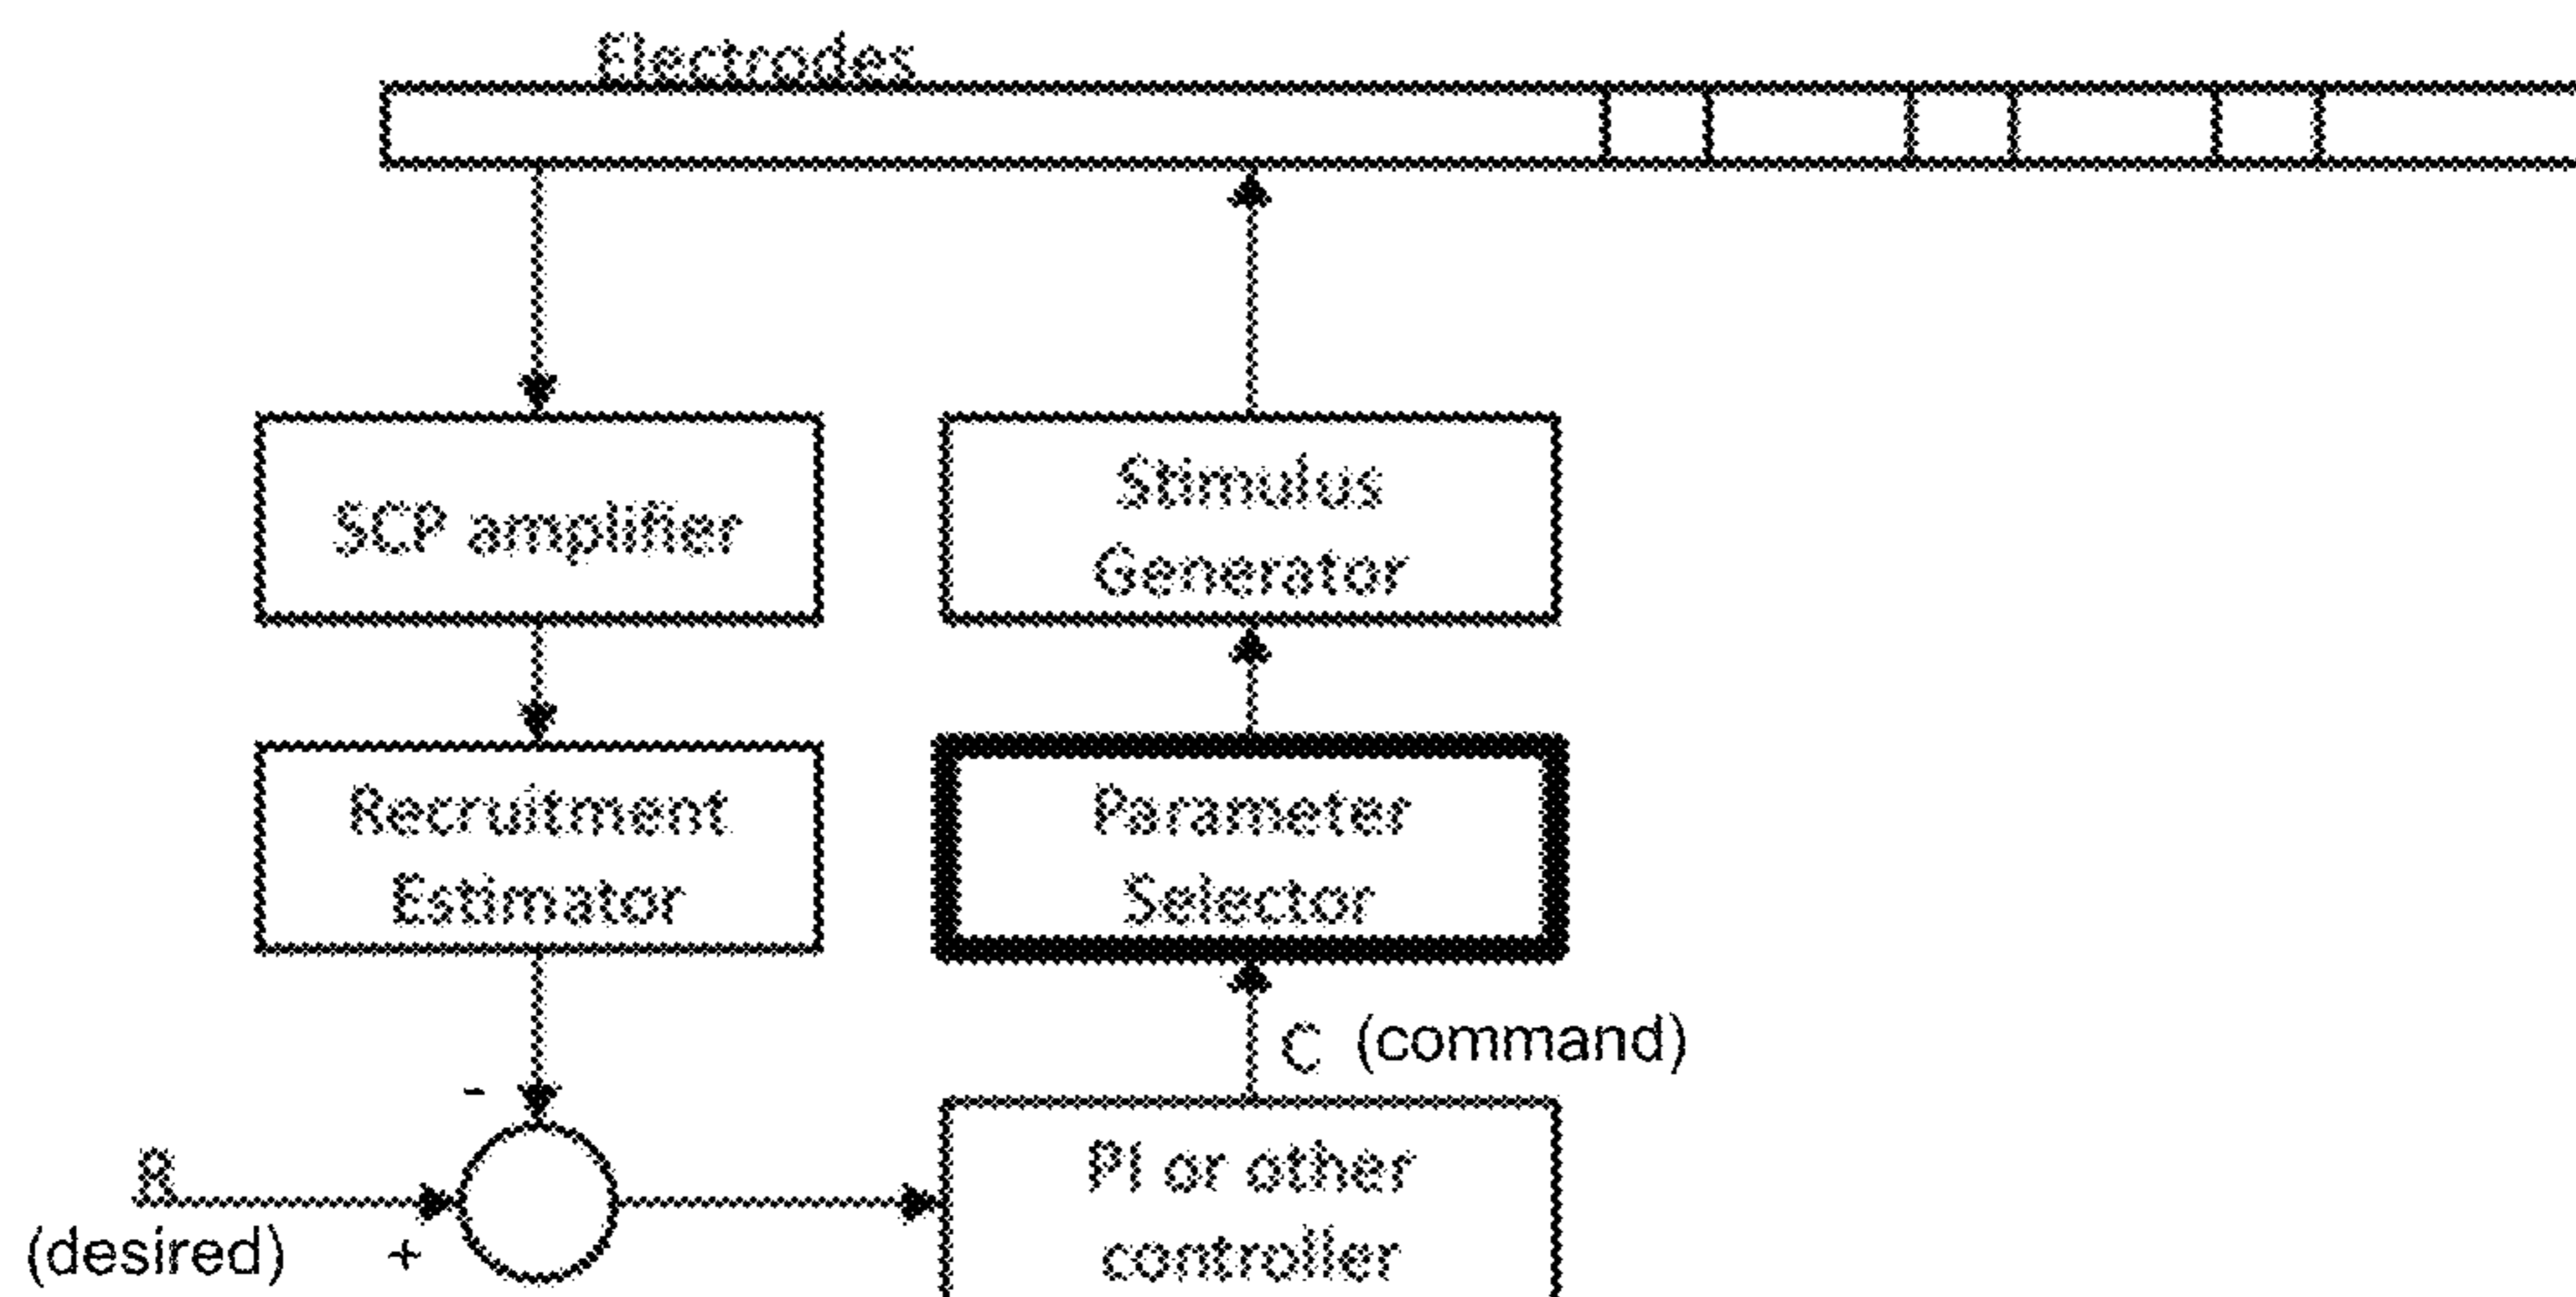 Electrodes
SCP amplifier
Stimulus
Generator
Recruitment
Estimator
Parameter
Selector
C (command)
-
R
(desired)
+
PI or other
controller